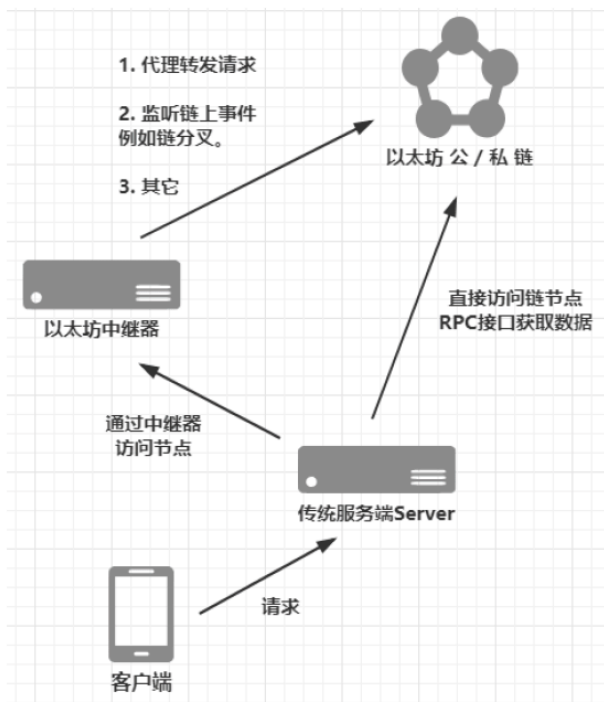 1. 代理转发请求
2. 监听链上事件
例如链分叉。
3. 其它
以太坊 公 / 私 链
以太坊中继器
直接访问链节点
RPC接口获取数据
通过中继器
访问节点
传统服务端Server
请求
客户端